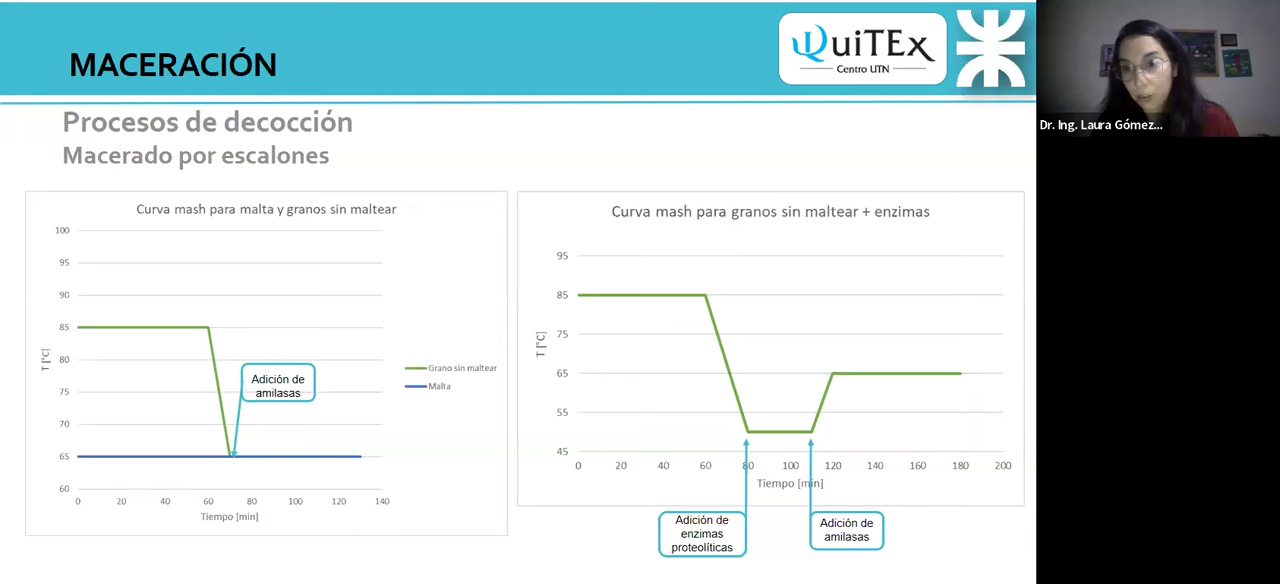 MACERACIÓN
QuiTEx
Centro UTN
Dr. Ing. Laura Gómez...
Procesos de decocción
Macerado por escalones
Curva mash para malta y granos sin maltear
100
95
90
85
80
75
70
65
60
T [°C]
0 20 40 60 80 100 120 140
Tiempo [min]
Adición de
amilasas
Grano sin maltear
Malta
Curva mash para granos sin maltear + enzimas
95
85
75
65
55
45
T [°C]
0 20 40 60 80 100 120 140 160 180 200
Tiempo [min]
Adición de
enzimas
proteolíticas
Adición de
amilasas